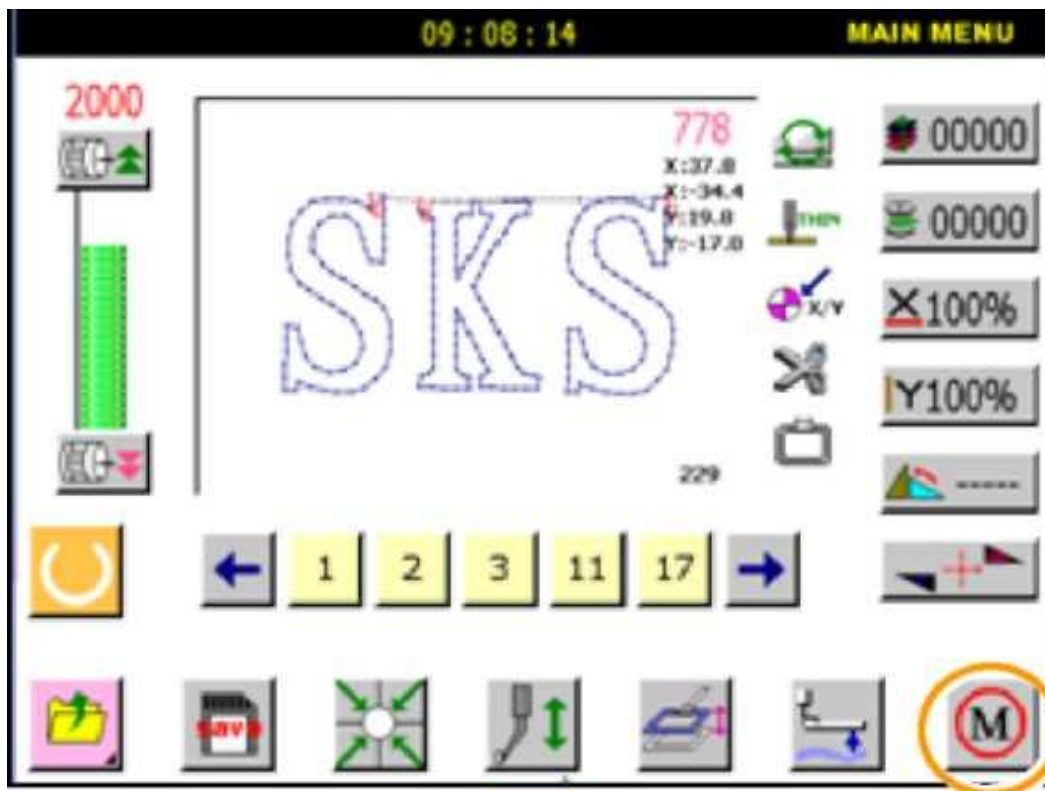 09 : 08 : 14
MAIN MENU
2000
778
X:37.8
X:-34.4
Y:19.8
Y:-17.0
SKS
229
THIN
X/Y
00000
00000
X100%
Y100%
-----
1
2
3
11
17
save
M